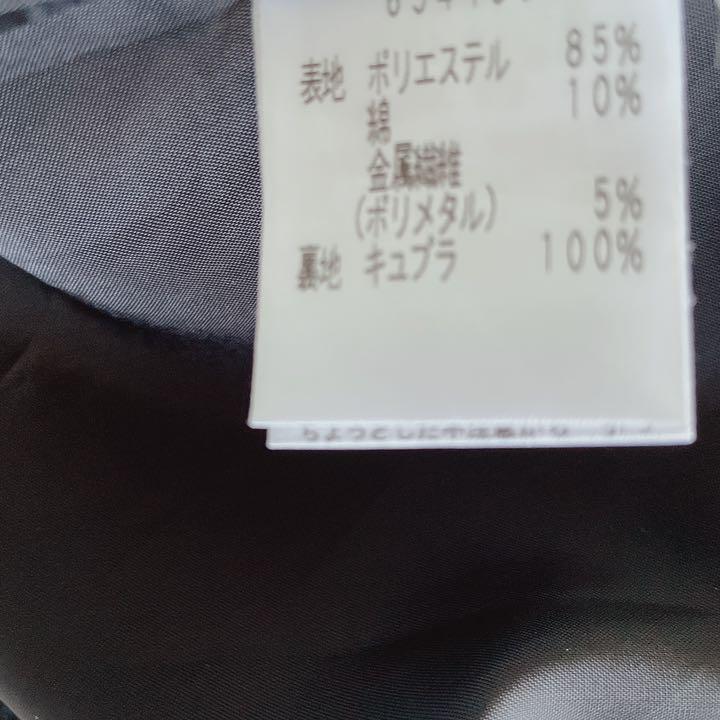 表地 ポリエステル 85%
綿 10%
金属繊維
(ポリメタル) 5%
裏地 キュプラ 100%